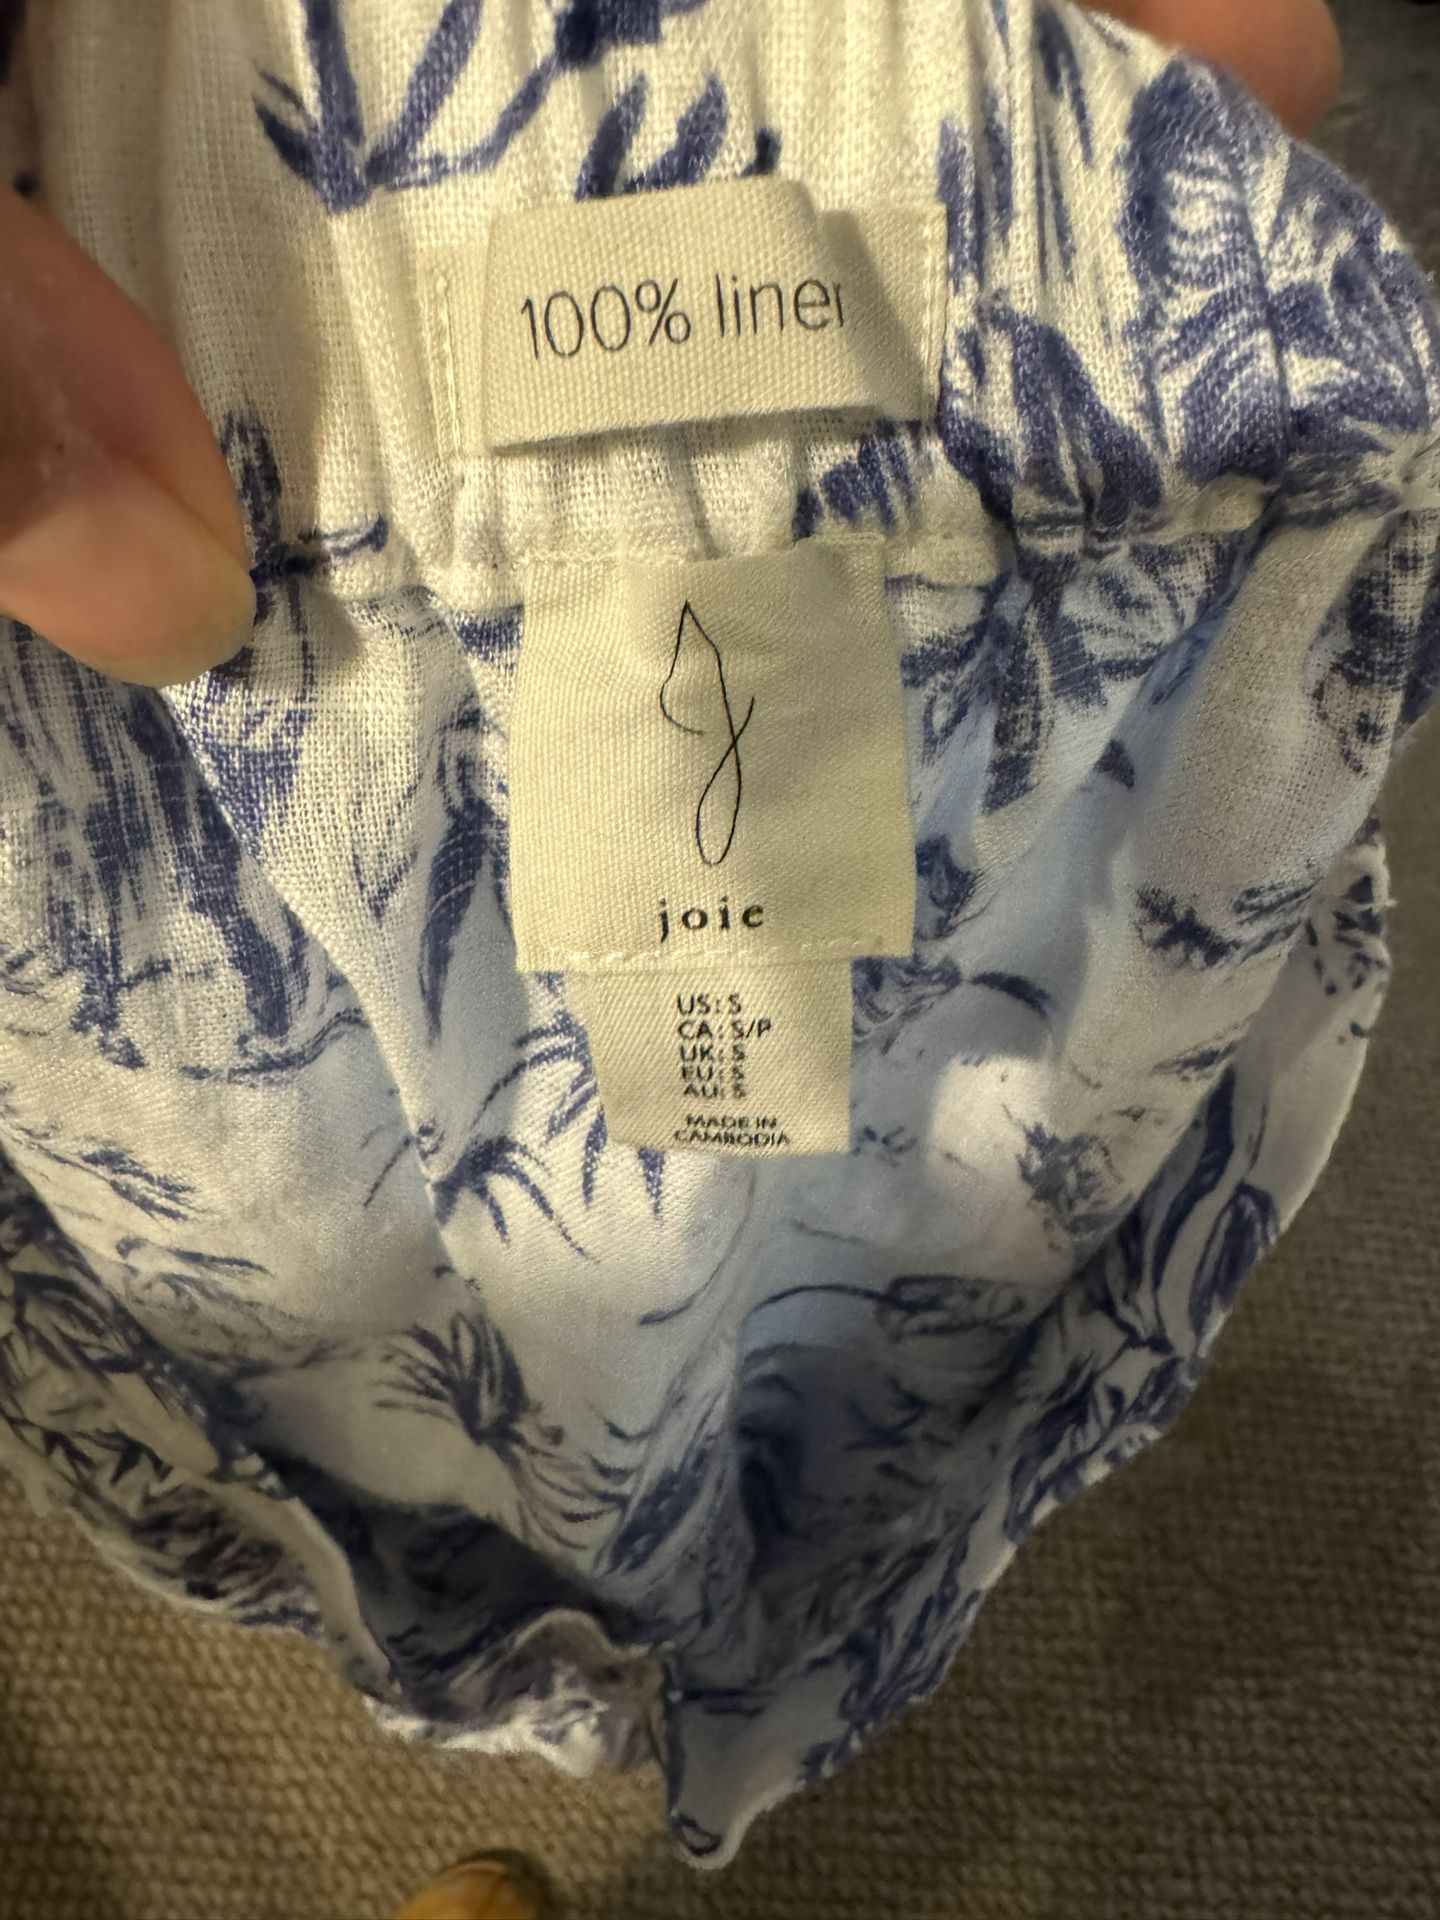 100% linen
joie
US: S
CA: S/P
UK: S
EU: S
AU: S
MADE IN
CAMBODIA